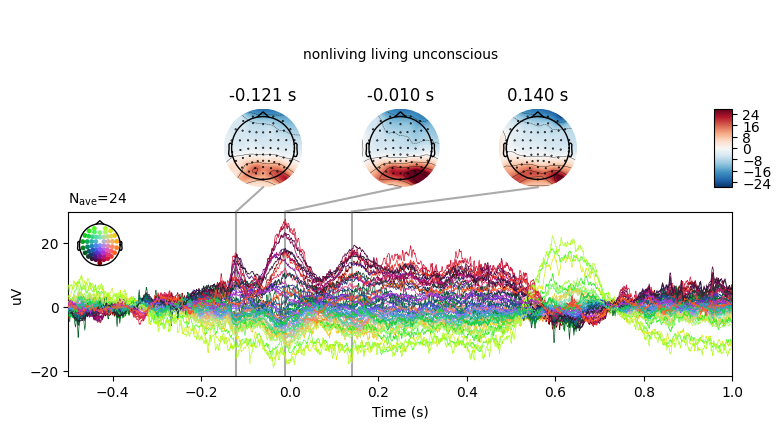 nonliving living unconscious
-0.121 s
-0.010 s
0.140 s
24
16
8
0
−8
−16
−24
Nave=24
20
0
−20
uV
−0.4
−0.2
0.0
0.2
0.4
0.6
0.8
1.0
Time (s)